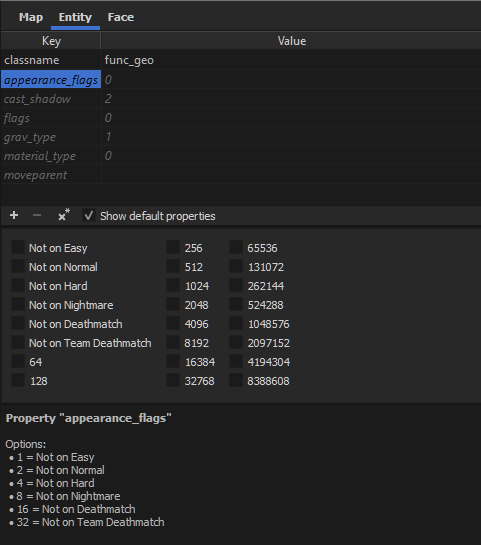 Map Entity Face
Key Value
classname func_geo
appearance_flags 0
cast_shadow 2
flags 0
grav_type 1
material_type 0
moveparent
+ − x* ✓ Show default properties
Not on Easy 256 65536
Not on Normal 512 131072
Not on Hard 1024 262144
Not on Nightmare 2048 524288
Not on Deathmatch 4096 1048576
Not on Team Deathmatch 8192 2097152
64 16384 4194304
128 32768 8388608
Property "appearance_flags"
Options:
• 1 = Not on Easy
• 2 = Not on Normal
• 4 = Not on Hard
• 8 = Not on Nightmare
• 16 = Not on Deathmatch
• 32 = Not on Team Deathmatch